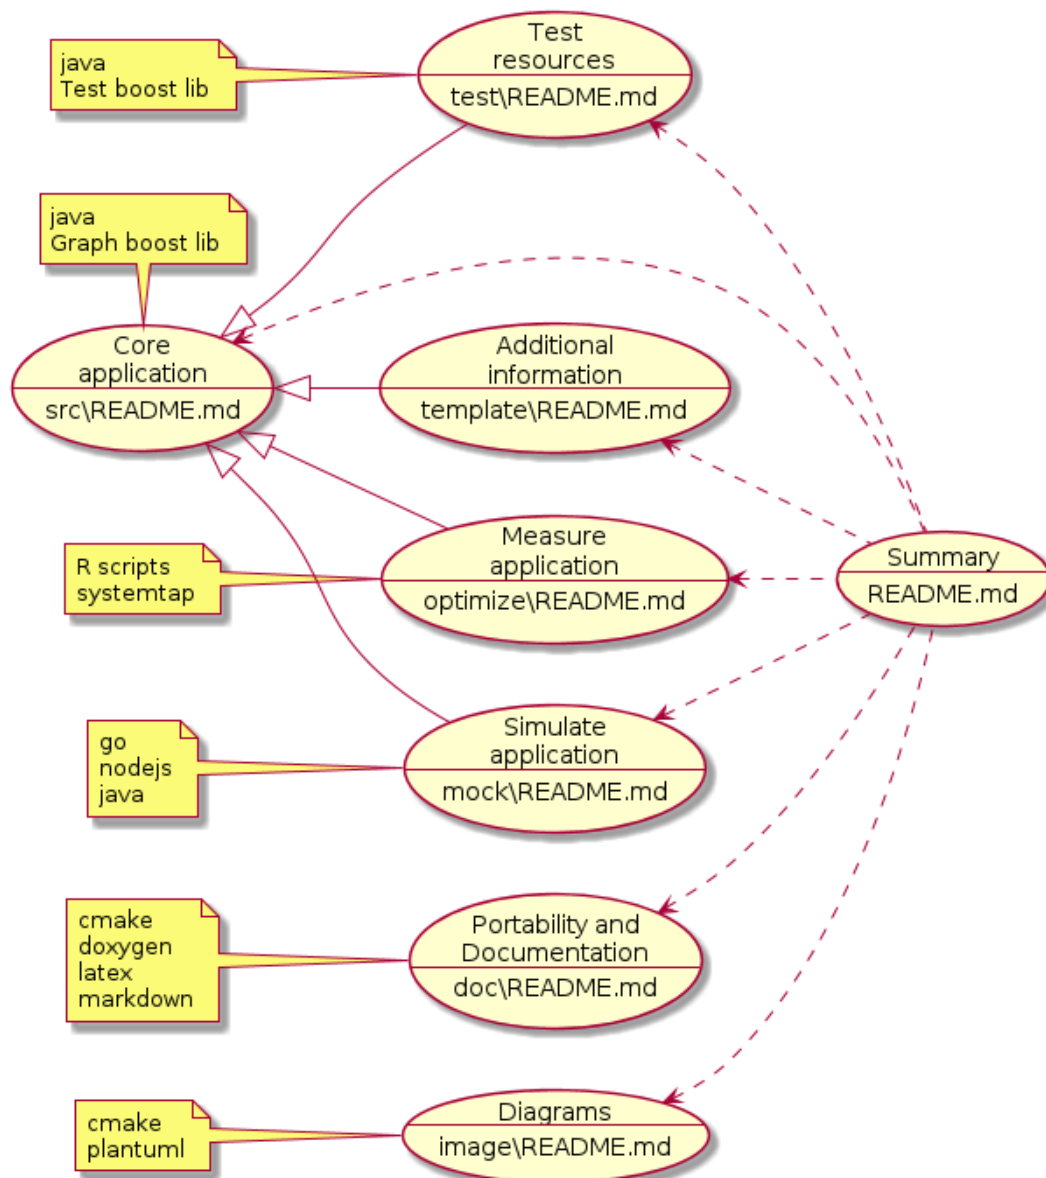 java
Test boost lib
Test
resources
test\README.md
java
Graph boost lib
Core
application
src\README.md
Additional
information
template\README.md
R scripts
systemtap
Measure
application
optimize\README.md
Summary
README.md
go
nodejs
java
Simulate
application
mock\README.md
cmake
doxygen
latex
markdown
Portability and
Documentation
doc\README.md
cmake
plantuml
Diagrams
image\README.md